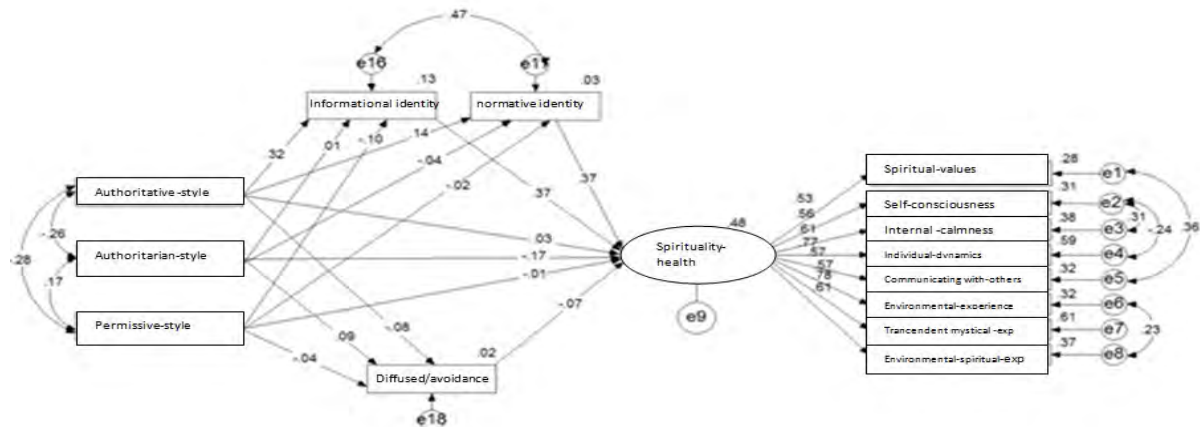 .47
e16
e17
.13
.03
Informational identity
normative identity
.32
.01
-.10
.14
-.04
-.02
.37
.37
Authoritative-style
Authoritarian-style
Permissive-style
-.26
.28
.17
.03
-.17
-.01
-.08
.09
-.04
-.07
.02
Diffused/avoidance
e18
.48
Spirituality-
health
e9
.53
.56
.61
.77
.57
.57
.78
.61
Spiritual-values
Self-consciousness
Internal -calmness
Individual-dynamics
Communicating with-others
Environmental-experience
Trancendent mystical -exp
Environmental-spiritual-exp
.28
.31
.38
.59
.32
.32
.61
.37
e1
e2
e3
e4
e5
e6
e7
e8
.31
-.24
.36
.23